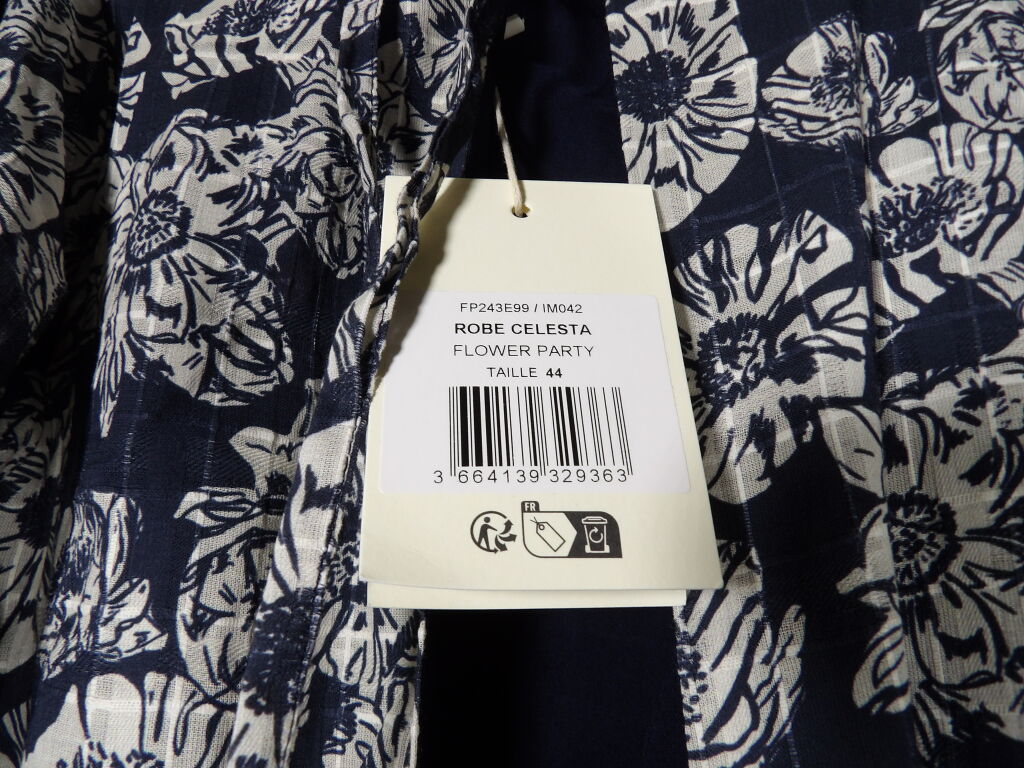 FP243E99 / IM042
ROBE CELESTA
FLOWER PARTY
TAILLE 44
3 664139 329363
FR